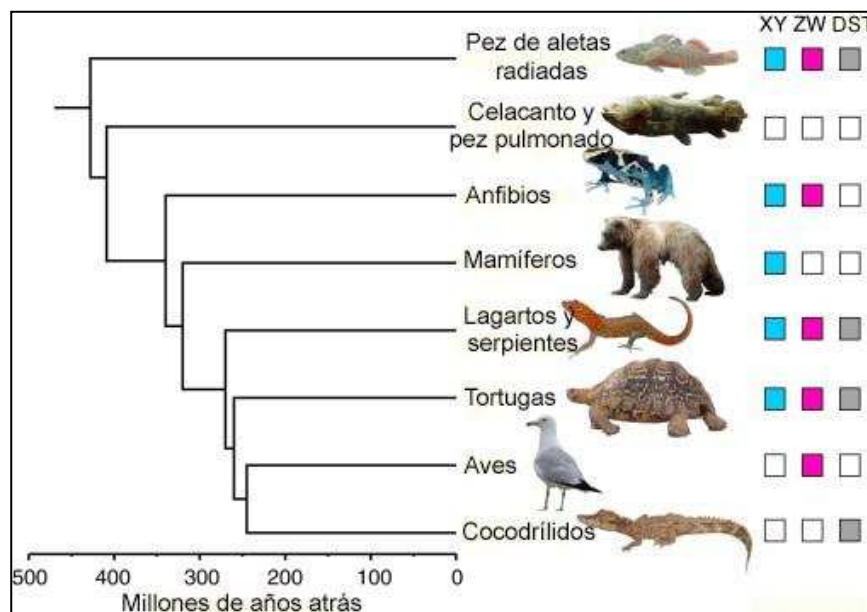 XY ZW DST
Pez de aletas
radiadas
Celacanto y
pez pulmonado
Anfibios
Mamíferos
Lagartos y
serpientes
Tortugas
Aves
Cocodrílidos
500 400 300 200 100 0
Millones de años atrás